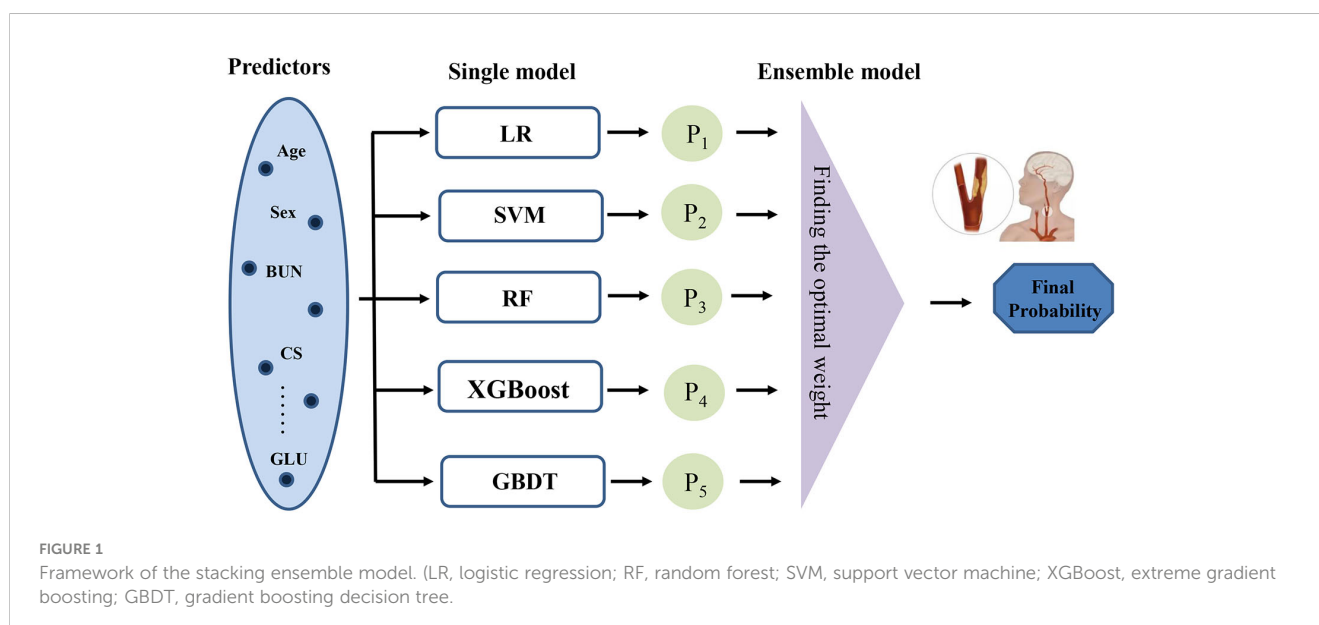 Predictors
Single model
Ensemble model
Age
Sex
BUN
CS
GLU
LR
SVM
RF
XGBoost
GBDT
P1
P2
P3
P4
P5
Finding the optimal weight
Final
Probability
FIGURE 1
Framework of the stacking ensemble model. (LR, logistic regression; RF, random forest; SVM, support vector machine; XGBoost, extreme gradient
boosting; GBDT, gradient boosting decision tree.